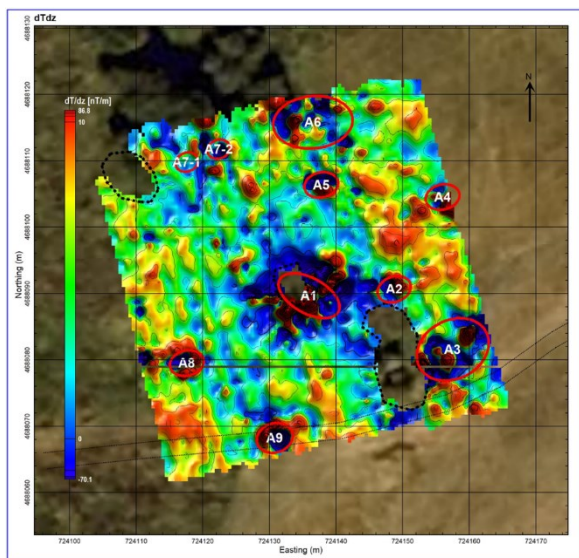 dTdz
4688130
4688120
4688110
4688100
4688090
4688080
4688070
4688060
Northing (m)
dT/dz [nT/m]
86.8
10
0
-70.1
N
A6
A7-2
A7-1
A5
A4
A2
A1
A3
A8
A9
724100 724110 724120 724130 724140 724150 724160 724170
Easting (m)